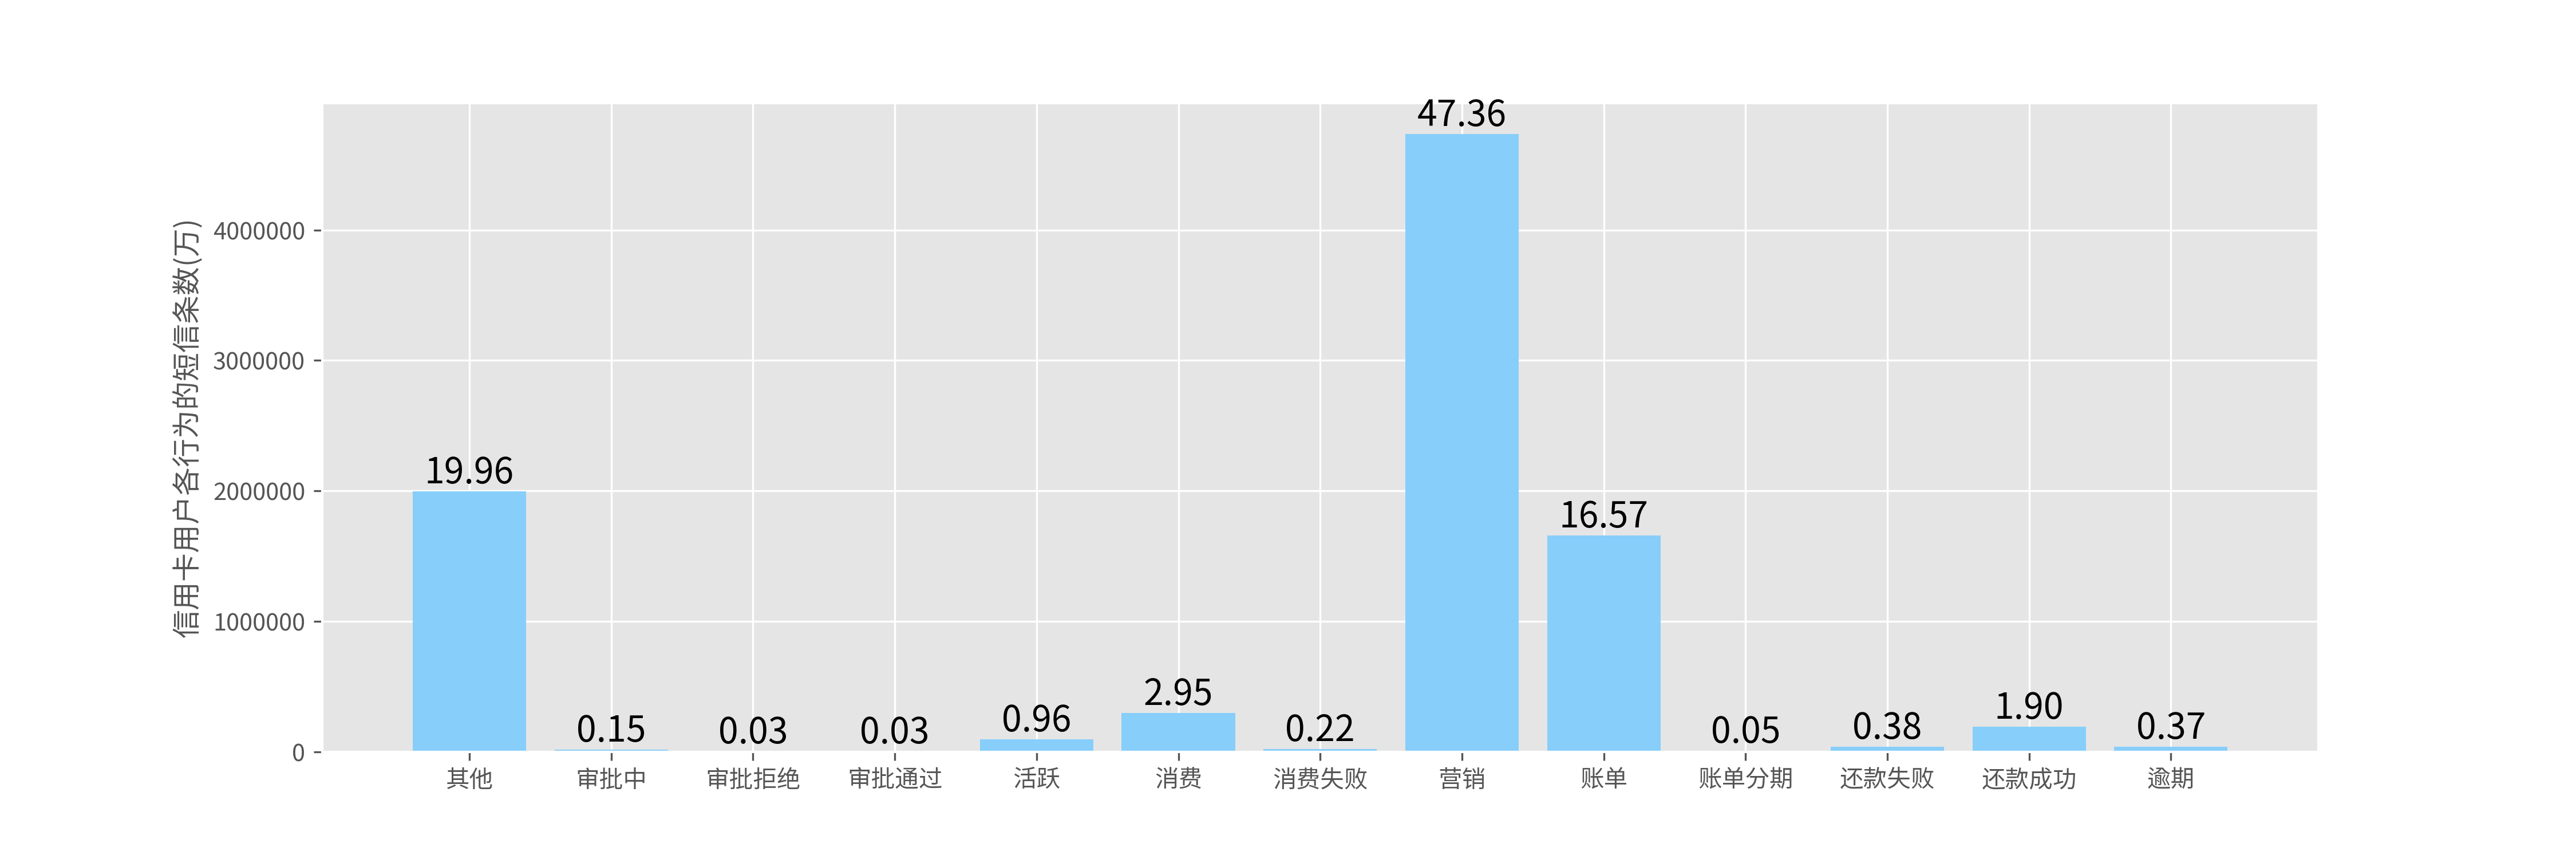 信用卡用户各行为的短信条数(万)
4000000
3000000
2000000
1000000
0
19.96
0.15
0.03
0.03
0.96
2.95
0.22
47.36
16.57
0.05
0.38
1.90
0.37
其他
审批中
审批拒绝
审批通过
活跃
消费
消费失败
营销
账单
账单分期
还款失败
还款成功
逾期